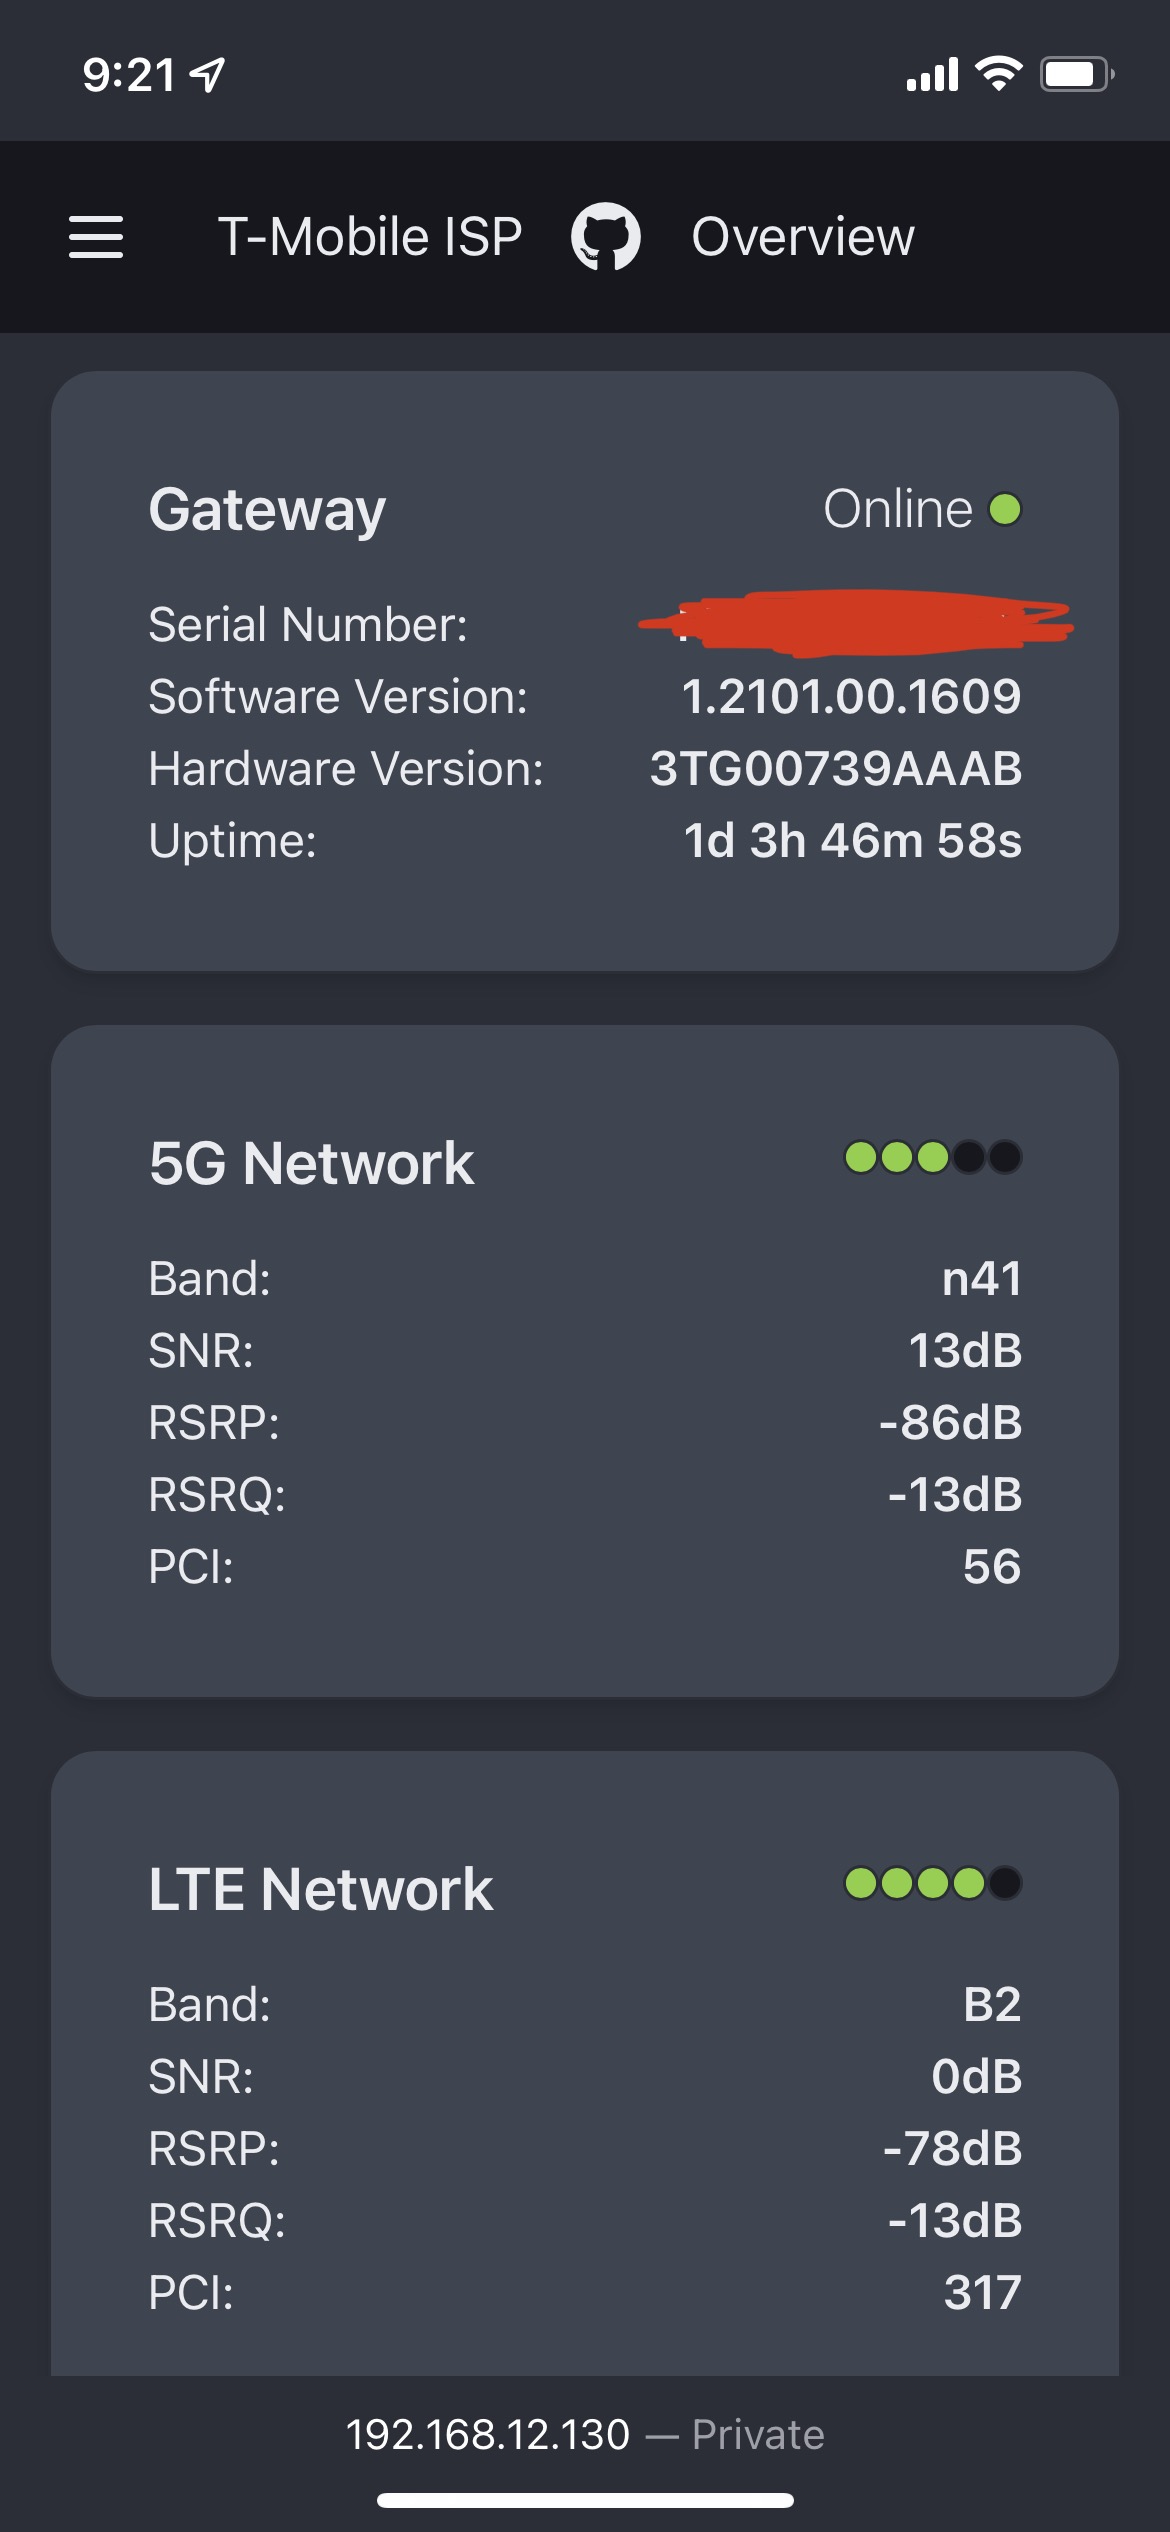 9:21
T-Mobile ISP Overview
Gateway Online
Serial Number:
Software Version: 1.2101.00.1609
Hardware Version: 3TG00739AAAB
Uptime: 1d 3h 46m 58s
5G Network
Band: n41
SNR: 13dB
RSRP: -86dB
RSRQ: -13dB
PCI: 56
LTE Network
Band: B2
SNR: 0dB
RSRP: -78dB
RSRQ: -13dB
PCI: 317
192.168.12.130 — Private